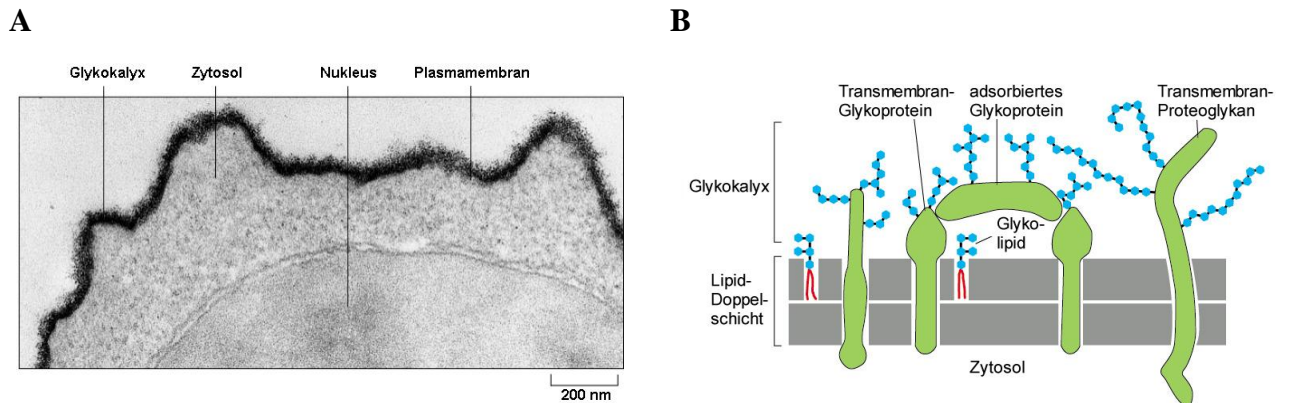 A
B
Glykokalyx Zytosol Nukleus Plasmamembran
200 nm
Transmembran-
Glykoprotein
adsorbiertes
Glykoprotein
Transmembran-
Proteoglykan
Glykokalyx
Glyko-
lipid
Lipid-
Doppel-
schicht
Zytosol